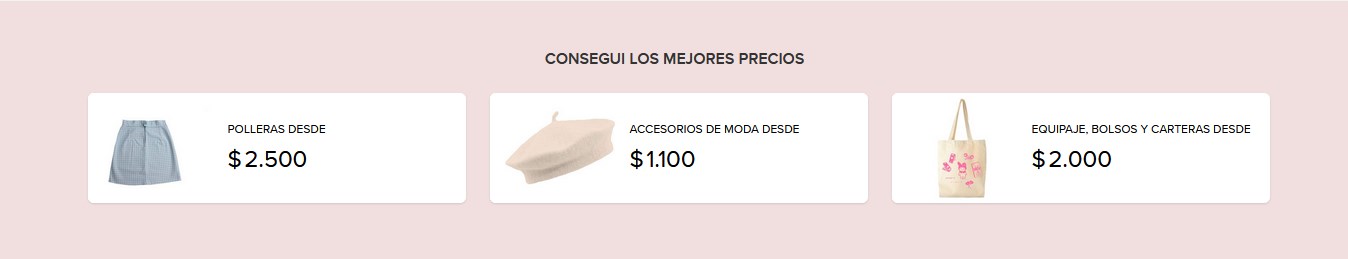 CONSEGUI LOS MEJORES PRECIOS
POLLERAS DESDE
$2.500
ACCESORIOS DE MODA DESDE
$1.100
EQUIPAJE, BOLSOS Y CARTERAS DESDE
$2.000